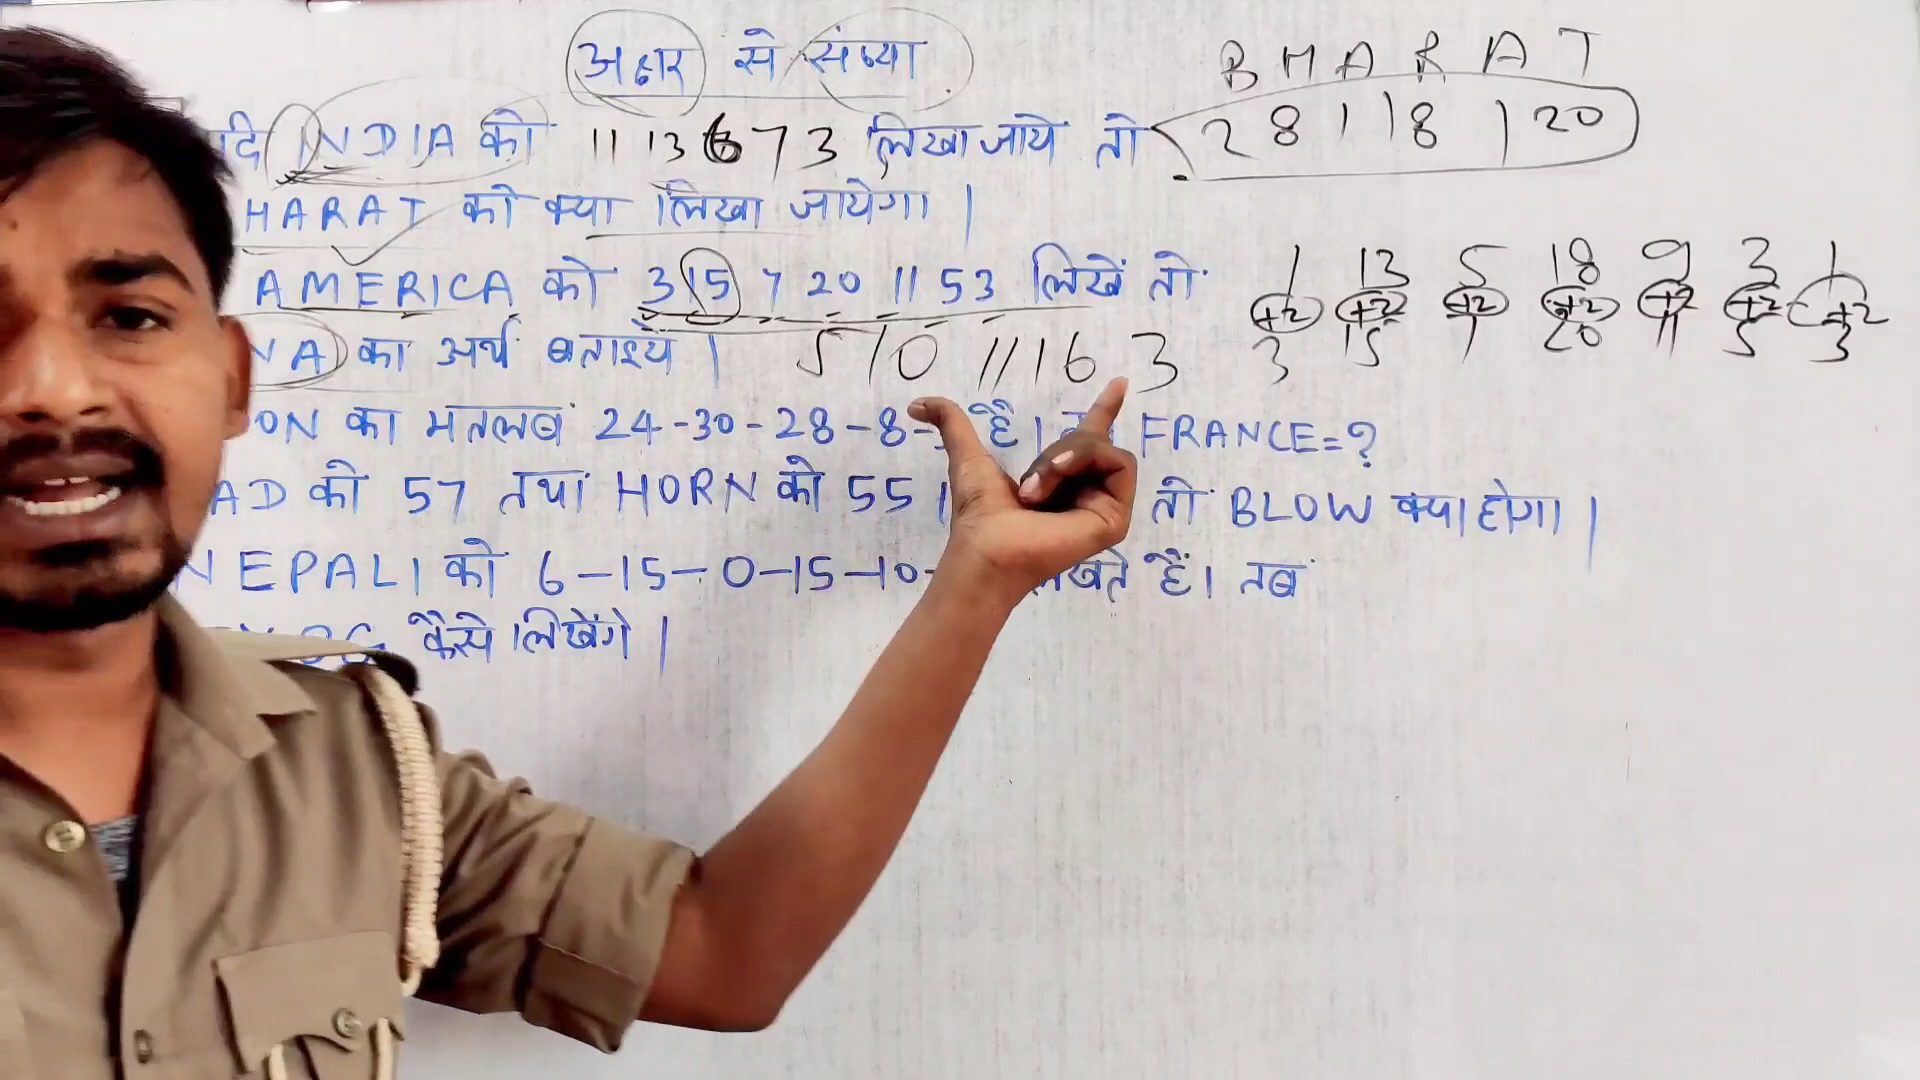 अक्षर से संख्या
B H A R A T
INDIA को 11 13 6 7 3 लिखा जाये तो 2 8 1 18 1 20
HARAT को क्या लिखा जायेगा |
1 13 5 18 9 3 1
AMERICA को 3 15 7 20 11 5 3 लिखें तो
+2 +2 +2 +2 +2 +2 +2
3 15 7 20 11 5 3
NA का अर्थ बताइये | 5 10 11 16 3
ON का मतलब 24-30-28-8- है। FRANCE=?
AD को 57 तथा HORN को 55 तो BLOW क्या होगा |
NEPALI को 6-15-0-15-10- हैं। तब
OG कैसे लिखेंगे |